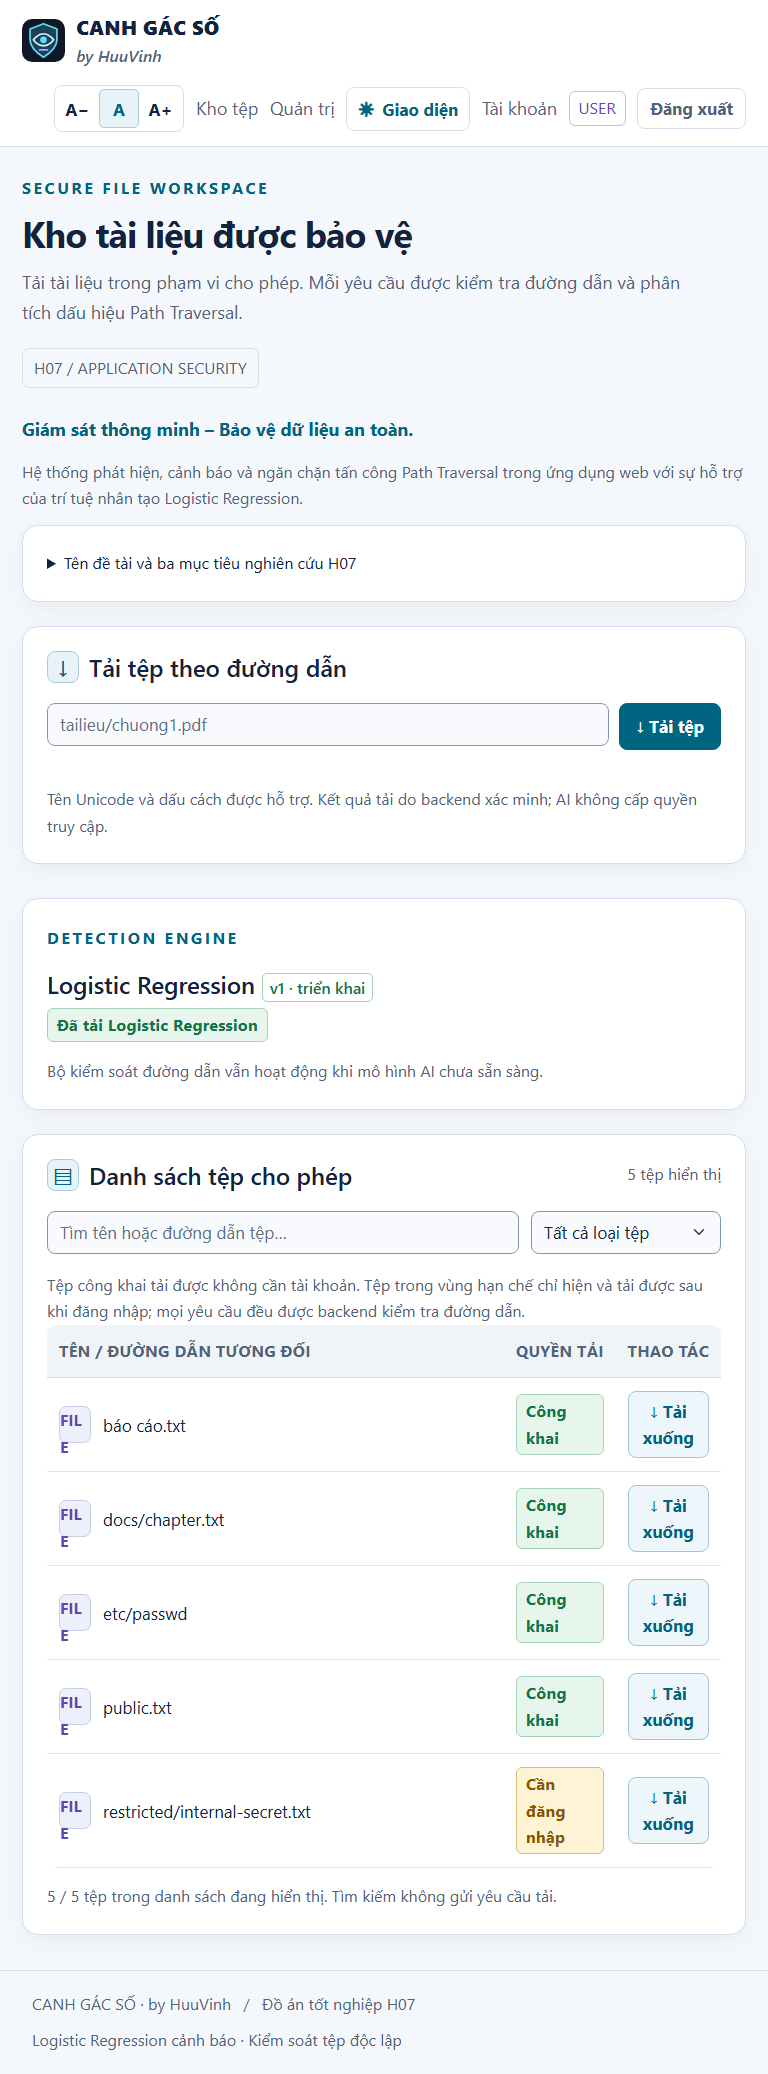 CANH GÁC SỐ
by HuuVinh
A− A A+ Kho tệp Quản trị ✷ Giao diện Tài khoản USER Đăng xuất
SECURE FILE WORKSPACE
Kho tài liệu được bảo vệ
Tải tài liệu trong phạm vi cho phép. Mỗi yêu cầu được kiểm tra đường dẫn và phân
tích dấu hiệu Path Traversal.
H07 / APPLICATION SECURITY
Giám sát thông minh – Bảo vệ dữ liệu an toàn.
Hệ thống phát hiện, cảnh báo và ngăn chặn tấn công Path Traversal trong ứng dụng web với sự hỗ trợ
của trí tuệ nhân tạo Logistic Regression.
▶ Tên đề tài và ba mục tiêu nghiên cứu H07
↓ Tải tệp theo đường dẫn
tailieu/chuong1.pdf ↓ Tải tệp
Tên Unicode và dấu cách được hỗ trợ. Kết quả tải do backend xác minh; AI không cấp quyền
truy cập.
DETECTION ENGINE
Logistic Regression v1 · triển khai
Đã tải Logistic Regression
Bộ kiểm soát đường dẫn vẫn hoạt động khi mô hình AI chưa sẵn sàng.
▤ Danh sách tệp cho phép 5 tệp hiển thị
Tìm tên hoặc đường dẫn tệp... Tất cả loại tệp
Tệp công khai tải được không cần tài khoản. Tệp trong vùng hạn chế chỉ hiện và tải được sau
khi đăng nhập; mọi yêu cầu đều được backend kiểm tra đường dẫn.
TÊN / ĐƯỜNG DẪN TƯƠNG ĐỐI QUYỀN TẢI THAO TÁC
FIL
E
báo cáo.txt
Công
khai
↓ Tải
xuống
FIL
E
docs/chapter.txt
Công
khai
↓ Tải
xuống
FIL
E
etc/passwd
Công
khai
↓ Tải
xuống
FIL
E
public.txt
Công
khai
↓ Tải
xuống
FIL
E
restricted/internal-secret.txt
Cần
đăng
nhập
↓ Tải
xuống
5 / 5 tệp trong danh sách đang hiển thị. Tìm kiếm không gửi yêu cầu tải.
CANH GÁC SỐ · by HuuVinh / Đồ án tốt nghiệp H07
Logistic Regression cảnh báo · Kiểm soát tệp độc lập